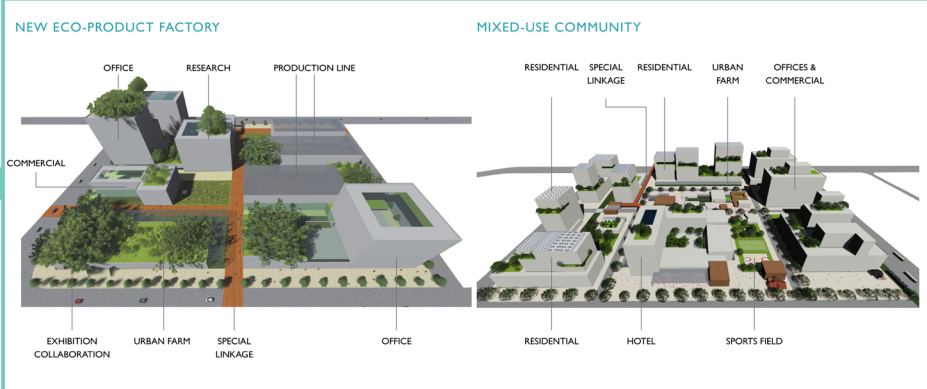 NEW ECO-PRODUCT FACTORY
OFFICE
RESEARCH
PRODUCTION LINE
COMMERCIAL
EXHIBITION
COLLABORATION
URBAN FARM
SPECIAL
LINKAGE
OFFICE
MIXED-USE COMMUNITY
RESIDENTIAL
SPECIAL
LINKAGE
RESIDENTIAL
URBAN
FARM
OFFICES &
COMMERCIAL
RESIDENTIAL
HOTEL
SPORTS FIELD